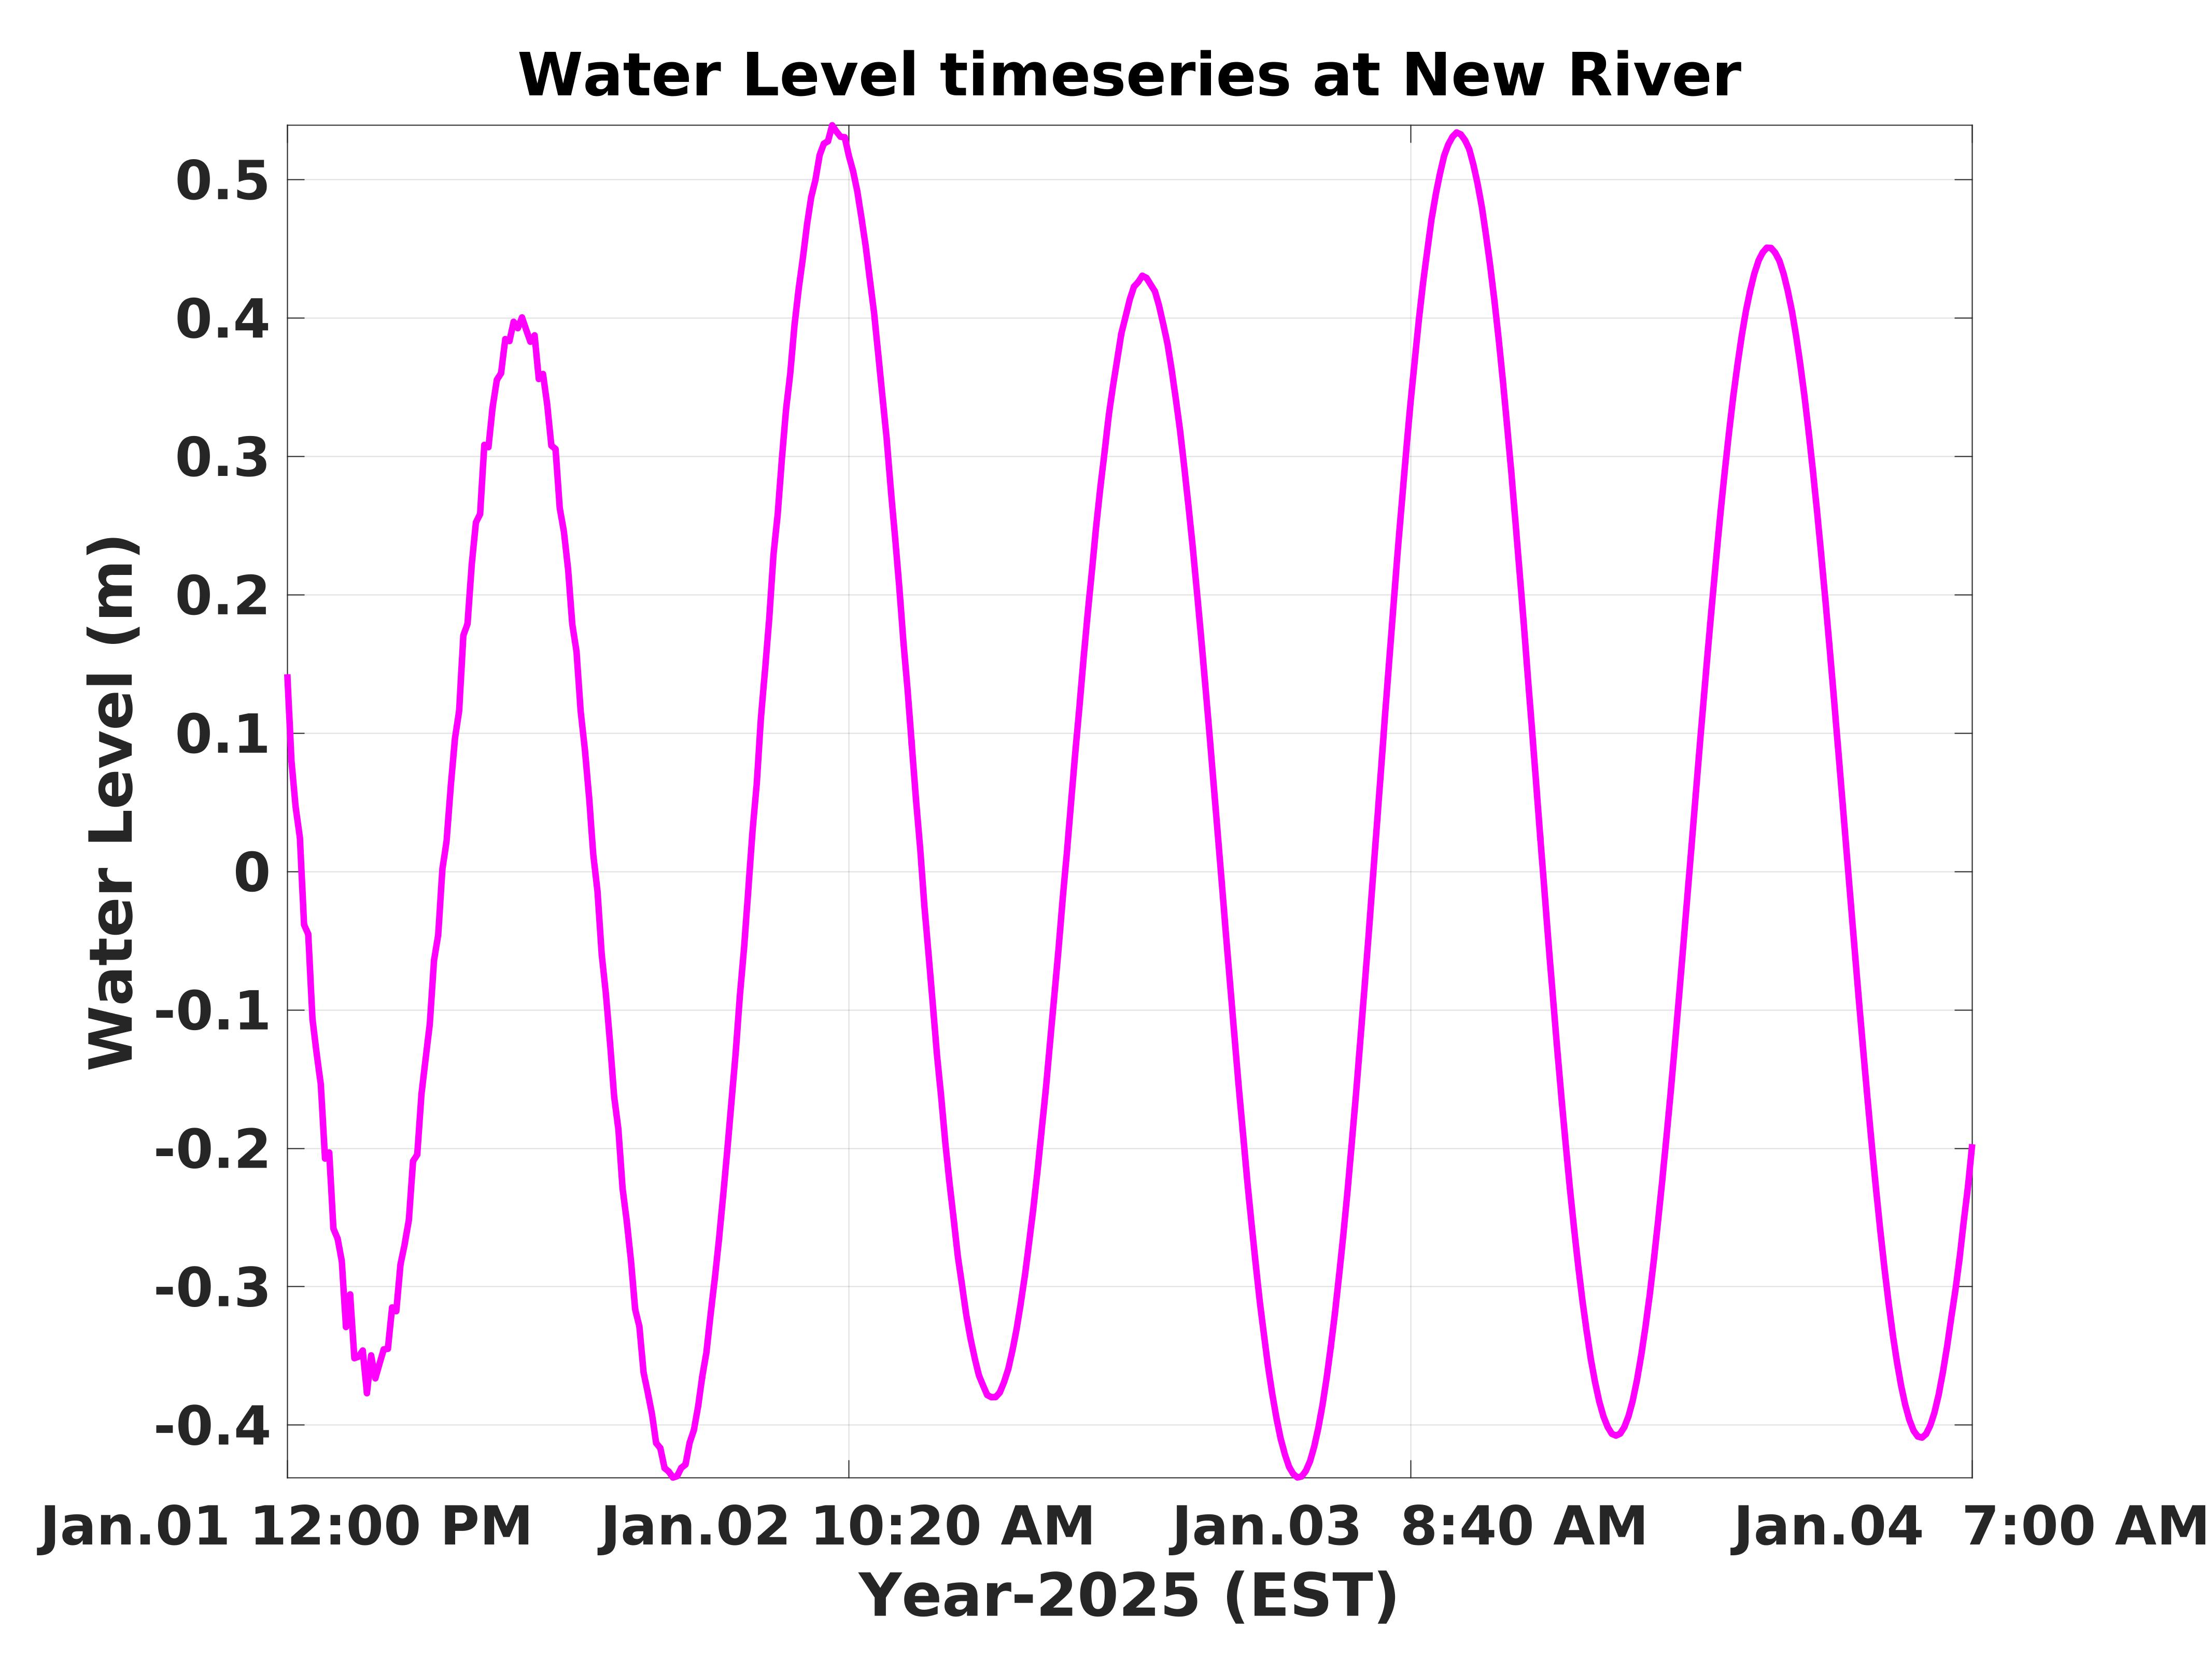 Water Level timeseries at New River
0.5
0.4
0.3
0.2
0.1
0
-0.1
-0.2
-0.3
-0.4
Water Level (m)
Jan.01 12:00 PM Jan.02 10:20 AM Jan.03 8:40 AM Jan.04 7:00 AM
Year-2025 (EST)